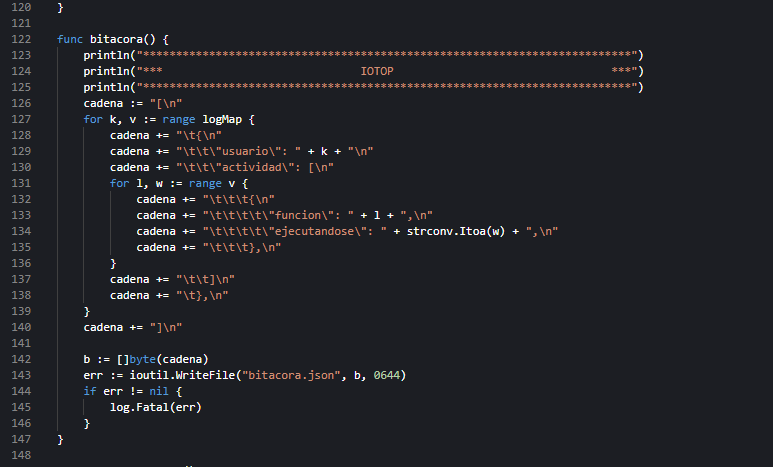 120 }
121
122 func bitacora() {
123 println("**************************************************************************")
124 println("*** IOTOP ***")
125 println("**************************************************************************")
126 cadena := "[\n"
127 for k, v := range logMap {
128 cadena += "\t{\n"
129 cadena += "\t\t\"usuario\": " + k + "\n"
130 cadena += "\t\t\"actividad\": [\n"
131 for l, w := range v {
132 cadena += "\t\t\t{\n"
133 cadena += "\t\t\t\t\"funcion\": " + l + ",\n"
134 cadena += "\t\t\t\t\"ejecutandose\": " + strconv.Itoa(w) + ",\n"
135 cadena += "\t\t\t},\n"
136 }
137 cadena += "\t\t]\n"
138 cadena += "\t},\n"
139 }
140 cadena += "]\n"
141
142 b := []byte(cadena)
143 err := ioutil.WriteFile("bitacora.json", b, 0644)
144 if err != nil {
145 log.Fatal(err)
146 }
147 }
148